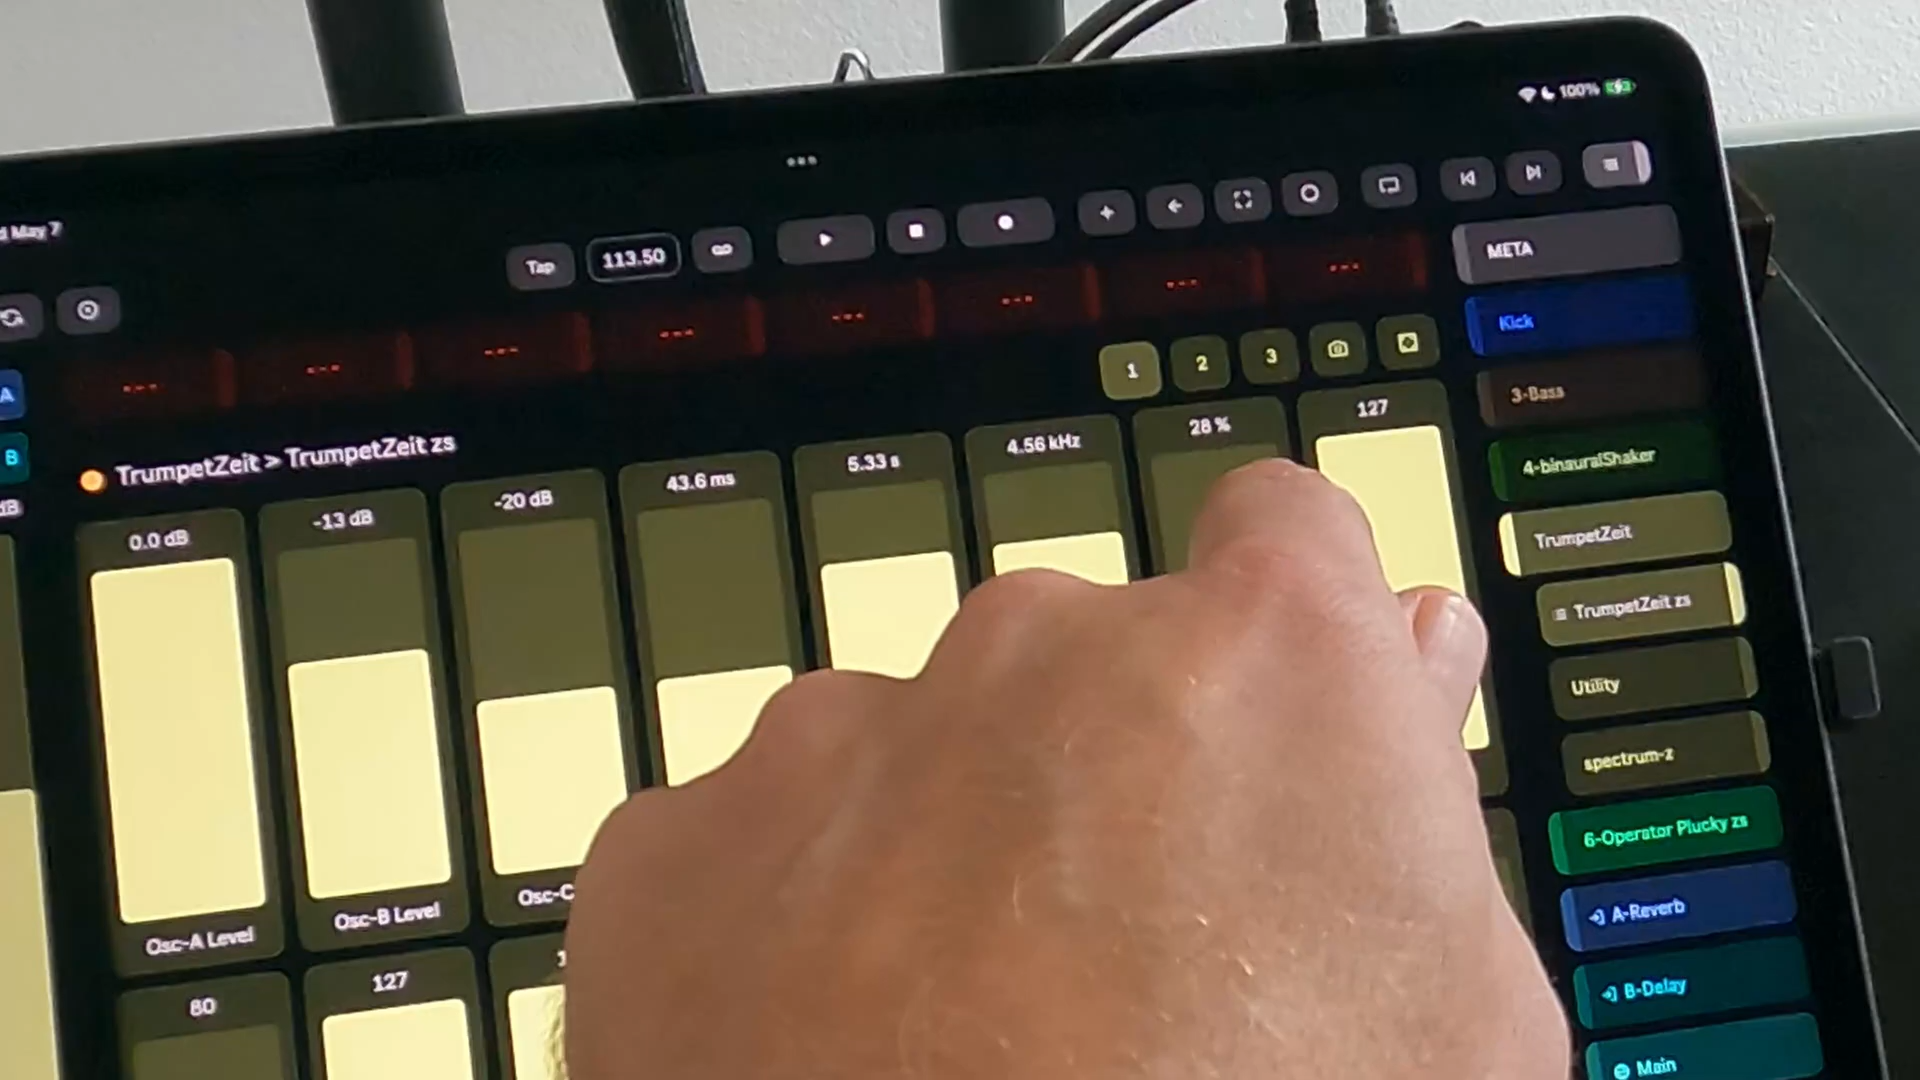 100%
d May 7
Tap
113.50
META
Kick
A
1
2
3
3-Bass
B
TrumpetZeit > TrumpetZeit zs
4-binauralShaker
dB
0.0 dB
-13 dB
-20 dB
43.6 ms
5.33 s
4.56 kHz
28 %
127
TrumpetZeit
TrumpetZeit zs
Utility
spectrum-z
Osc-A Level
Osc-B Level
Osc-C
6-Operator Plucky zs
A-Reverb
80
127
B-Delay
Main